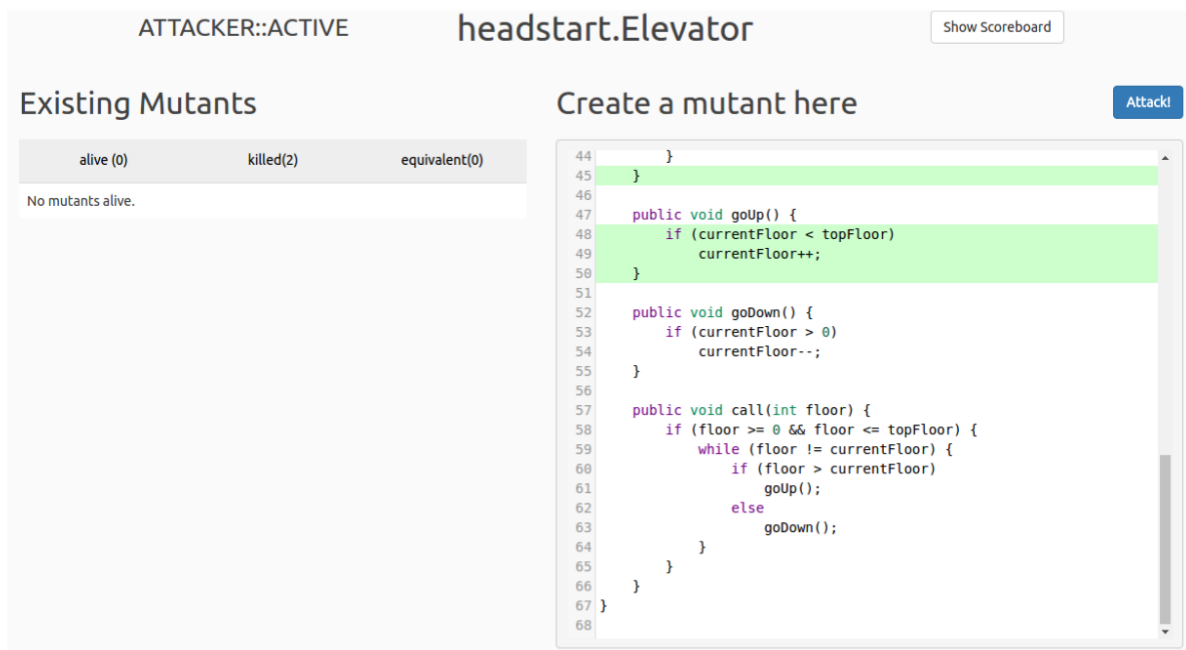 ATTACKER::ACTIVE headstart.Elevator Show Scoreboard
Existing Mutants
alive (0) killed(2) equivalent(0)
No mutants alive.
Create a mutant here Attack!
44         }
45     }
46
47     public void goUp() {
48         if (currentFloor < topFloor)
49             currentFloor++;
50     }
51
52     public void goDown() {
53         if (currentFloor > 0)
54             currentFloor--;
55     }
56
57     public void call(int floor) {
58         if (floor >= 0 && floor <= topFloor) {
59             while (floor != currentFloor) {
60                 if (floor > currentFloor)
61                     goUp();
62                 else
63                     goDown();
64             }
65         }
66     }
67 }
68